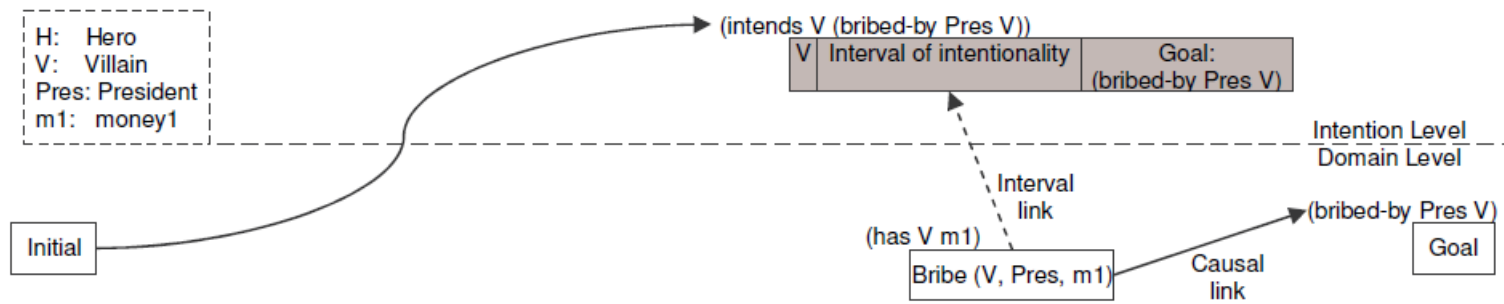 H: Hero
V: Villain
Pres: President
m1: money1
(intends V (bribed-by Pres V))
V
Interval of intentionality
Goal:
(bribed-by Pres V)
Intention Level
Domain Level
Interval
link
(bribed-by Pres V)
(has V m1)
Initial
Bribe (V, Pres, m1)
Causal
link
Goal